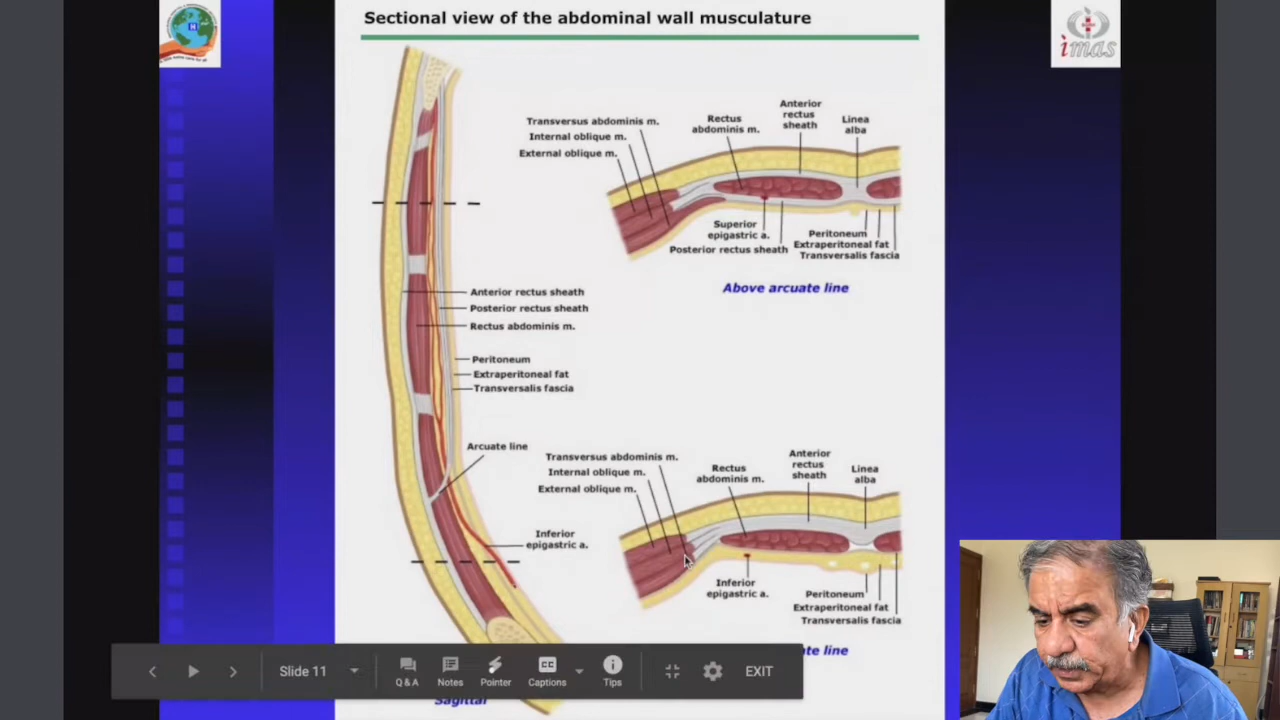 Sectional view of the abdominal wall musculature
H
imas
Transversus abdominis m.
Internal oblique m.
External oblique m.
Rectus
abdominis m.
Anterior
rectus
sheath
Linea
alba
Superior
epigastric a.
Posterior rectus sheath
Peritoneum
Extraperitoneal fat
Transversalis fascia
Above arcuate line
Anterior rectus sheath
Posterior rectus sheath
Rectus abdominis m.
Peritoneum
Extraperitoneal fat
Transversalis fascia
Arcuate line
Inferior
epigastric a.
Transversus abdominis m.
Internal oblique m.
External oblique m.
Rectus
abdominis m.
Anterior
rectus
sheath
Linea
alba
Inferior
epigastric a.
Peritoneum
Extraperitoneal fat
Transversalis fascia
ate line
Sagittal
Slide 11
Q & A
Notes
Pointer
CC
Captions
Tips
EXIT